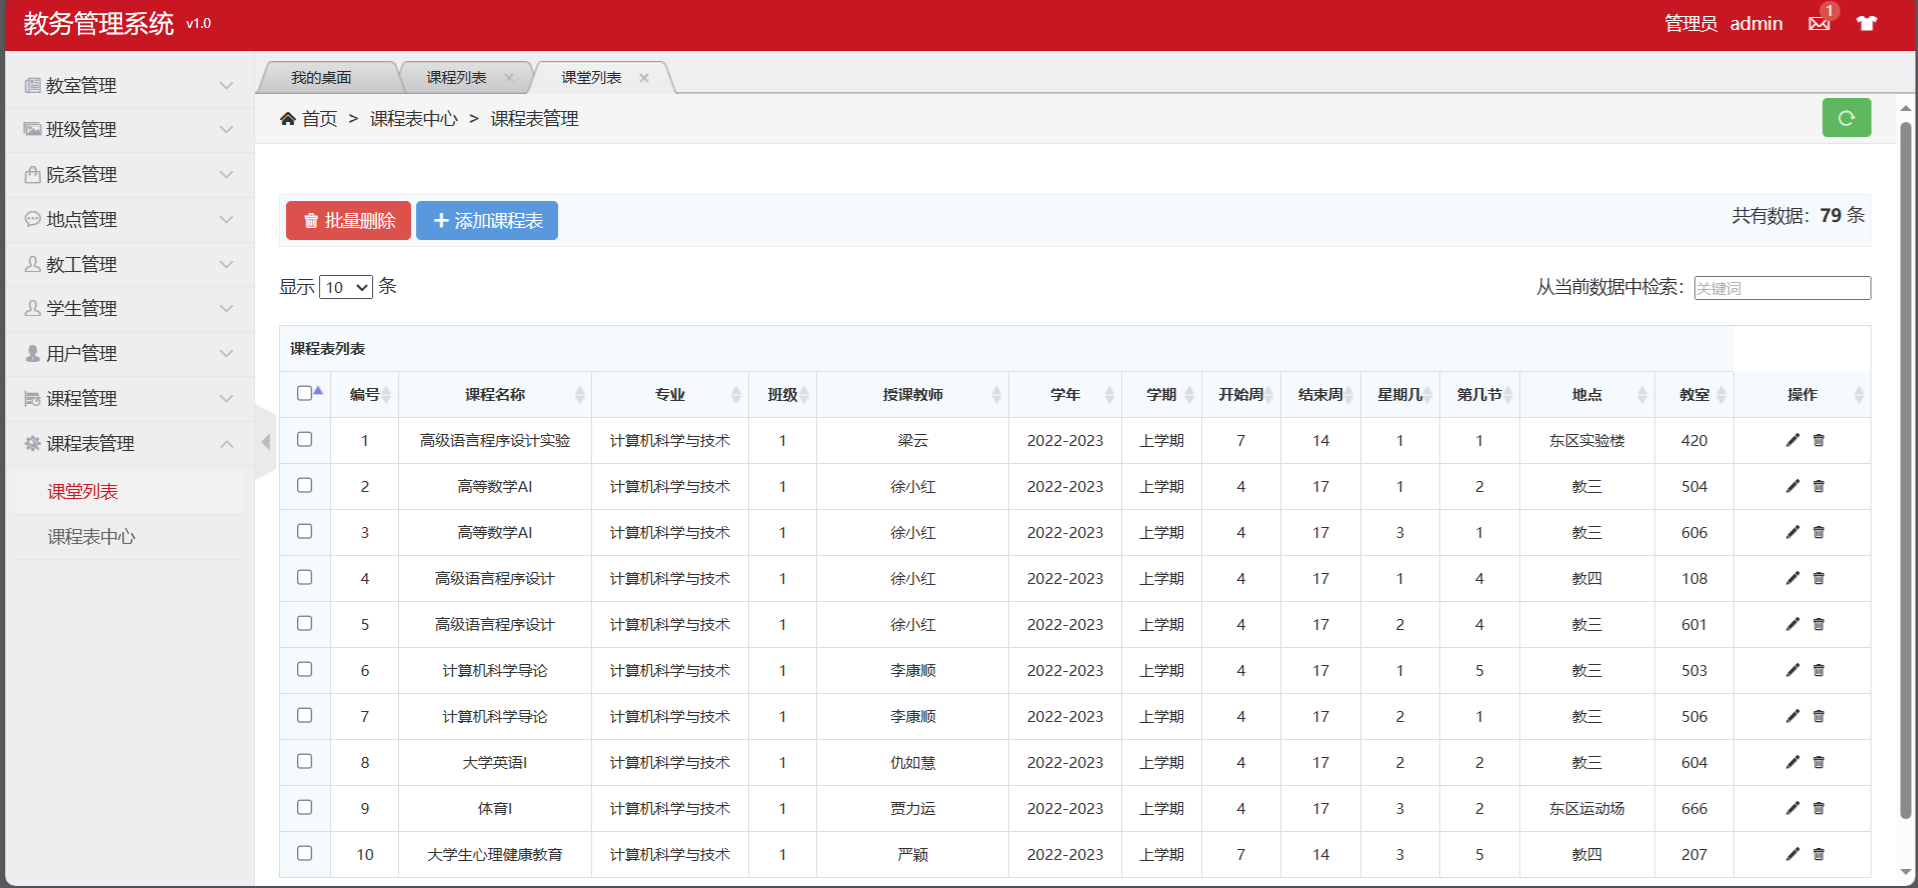 教务管理系统 v1.0
管理员 admin 1
教室管理
班级管理
院系管理
地点管理
教工管理
学生管理
用户管理
课程管理
课程表管理
课堂列表
课程表中心
我的桌面 课程列表 课堂列表
首页 > 课程表中心 > 课程表管理
批量删除 添加课程表 共有数据：79 条
显示 10 条 从当前数据中检索： 关键词
课程表列表
编号 课程名称 专业 班级 授课教师 学年 学期 开始周 结束周 星期几 第几节 地点 教室 操作
1 高级语言程序设计实验 计算机科学与技术 1 梁云 2022-2023 上学期 7 14 1 1 东区实验楼 420
2 高等数学AI 计算机科学与技术 1 徐小红 2022-2023 上学期 4 17 1 2 教三 504
3 高等数学AI 计算机科学与技术 1 徐小红 2022-2023 上学期 4 17 3 1 教三 606
4 高级语言程序设计 计算机科学与技术 1 徐小红 2022-2023 上学期 4 17 1 4 教四 108
5 高级语言程序设计 计算机科学与技术 1 徐小红 2022-2023 上学期 4 17 2 4 教三 601
6 计算机科学导论 计算机科学与技术 1 李康顺 2022-2023 上学期 4 17 1 5 教三 503
7 计算机科学导论 计算机科学与技术 1 李康顺 2022-2023 上学期 4 17 2 1 教三 506
8 大学英语I 计算机科学与技术 1 仇如慧 2022-2023 上学期 4 17 2 2 教三 604
9 体育I 计算机科学与技术 1 贾力运 2022-2023 上学期 4 17 3 2 东区运动场 666
10 大学生心理健康教育 计算机科学与技术 1 严颖 2022-2023 上学期 7 14 3 5 教四 207